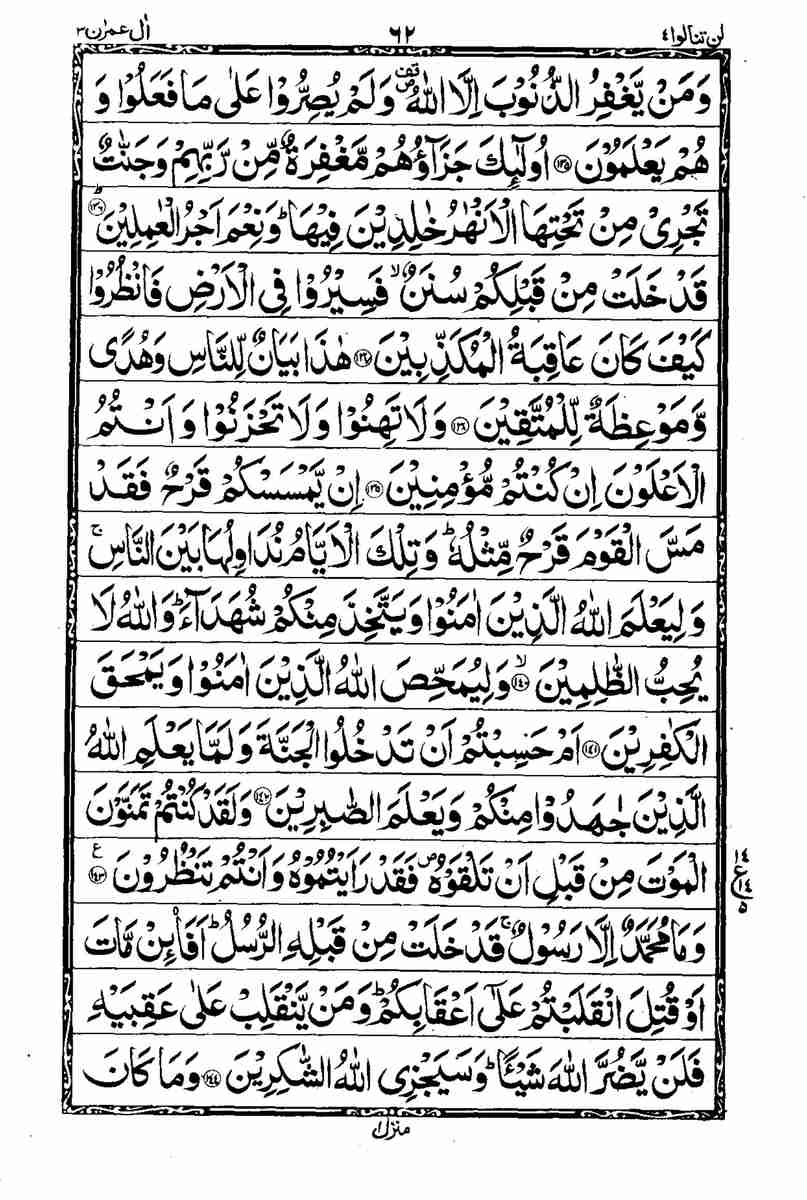 لن تنالوا ٤ ٦٢ اٰل عمرٰن ٣
وَمَنْ يَّغْفِرُ الذُّنُوْبَ اِلَّا اللّٰهُ ۪ۛ وَلَمْ يُصِرُّوْا عَلٰى مَا فَعَلُوْا وَ
هُمْ يَعْلَمُوْنَ ﴿۱۳۵﴾ اُولٰٓئِكَ جَزَآؤُهُمْ مَّغْفِرَةٌ مِّنْ رَّبِّهِمْ وَجَنّٰتٌ
تَجْرِيْ مِنْ تَحْتِهَا الْاَنْهٰرُ خٰلِدِيْنَ فِيْهَا ؕ وَنِعْمَ اَجْرُ الْعٰمِلِيْنَ ؕ﴿۱۳۶﴾
قَدْ خَلَتْ مِنْ قَبْلِكُمْ سُنَنٌ ۙ فَسِيْرُوْا فِي الْاَرْضِ فَانْظُرُوْا
كَيْفَ كَانَ عَاقِبَةُ الْمُكَذِّبِيْنَ ﴿۱۳۷﴾ هٰذَا بَيَانٌ لِّلنَّاسِ وَهُدًى
وَّمَوْعِظَةٌ لِّلْمُتَّقِيْنَ ﴿۱۳۸﴾ وَلَا تَهِنُوْا وَلَا تَحْزَنُوْا وَاَنْتُمُ
الْاَعْلَوْنَ اِنْ كُنْتُمْ مُّؤْمِنِيْنَ ﴿۱۳۹﴾ اِنْ يَّمْسَسْكُمْ قَرْحٌ فَقَدْ
مَسَّ الْقَوْمَ قَرْحٌ مِّثْلُهٗ ؕ وَتِلْكَ الْاَيَّامُ نُدَاوِلُهَا بَيْنَ النَّاسِ ۚ
وَلِيَعْلَمَ اللّٰهُ الَّذِيْنَ اٰمَنُوْا وَيَتَّخِذَ مِنْكُمْ شُهَدَآءَ ؕ وَاللّٰهُ لَا
يُحِبُّ الظّٰلِمِيْنَ ۙ﴿۱۴۰﴾ وَلِيُمَحِّصَ اللّٰهُ الَّذِيْنَ اٰمَنُوْا وَيَمْحَقَ
الْكٰفِرِيْنَ ﴿۱۴۱﴾ اَمْ حَسِبْتُمْ اَنْ تَدْخُلُوا الْجَنَّةَ وَلَمَّا يَعْلَمِ اللّٰهُ
الَّذِيْنَ جٰهَدُوْا مِنْكُمْ وَيَعْلَمَ الصّٰبِرِيْنَ ﴿۱۴۲﴾ وَلَقَدْ كُنْتُمْ تَمَنَّوْنَ
الْمَوْتَ مِنْ قَبْلِ اَنْ تَلْقَوْهُ ۪ فَقَدْ رَاَيْتُمُوْهُ وَاَنْتُمْ تَنْظُرُوْنَ ﴿۱۴۳﴾ ع
١٤
ع ١٤
٥
وَمَا مُحَمَّدٌ اِلَّا رَسُوْلٌ ۚ قَدْ خَلَتْ مِنْ قَبْلِهِ الرُّسُلُ ؕ اَفَا۠ئِنْ مَّاتَ
اَوْ قُتِلَ انْقَلَبْتُمْ عَلٰٓى اَعْقَابِكُمْ ؕ وَمَنْ يَّنْقَلِبْ عَلٰى عَقِبَيْهِ
فَلَنْ يَّضُرَّ اللّٰهَ شَيْـًٔا ؕ وَسَيَجْزِي اللّٰهُ الشّٰكِرِيْنَ ﴿۱۴۴﴾ وَمَا كَانَ
منزل ١